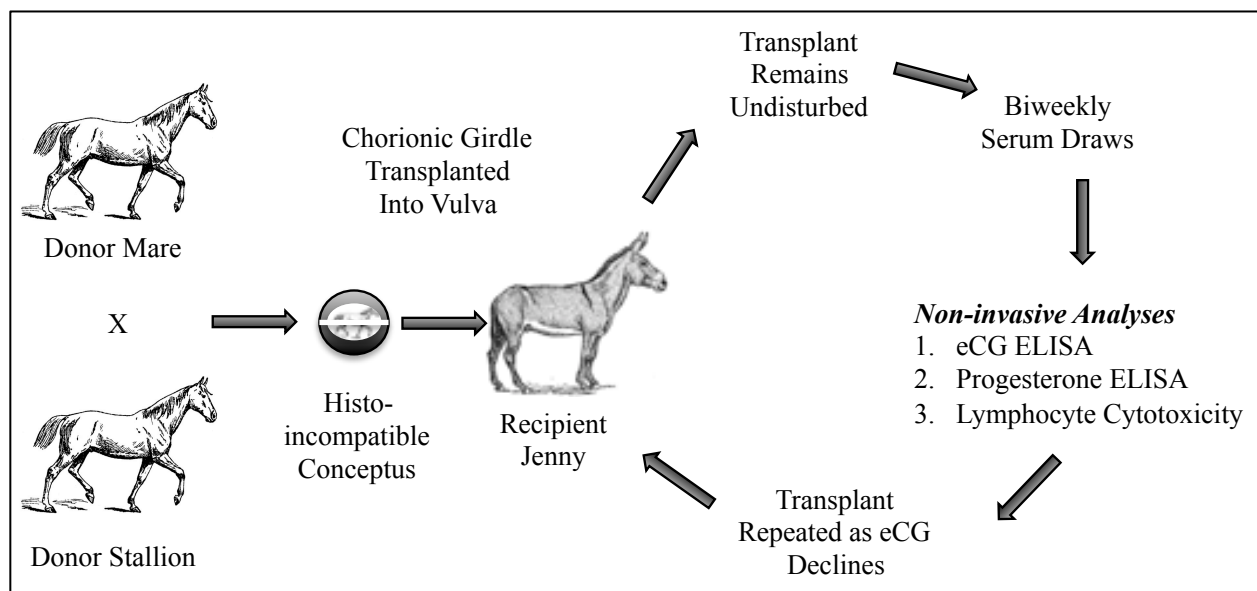 Donor Mare
X
Donor Stallion
Histo-
incompatible
Conceptus
Chorionic Girdle
Transplanted
Into Vulva
Recipient
Jenny
Transplant
Remains
Undisturbed
Biweekly
Serum Draws
Non-invasive Analyses
1. eCG ELISA
2. Progesterone ELISA
3. Lymphocyte Cytotoxicity
Transplant
Repeated as eCG
Declines